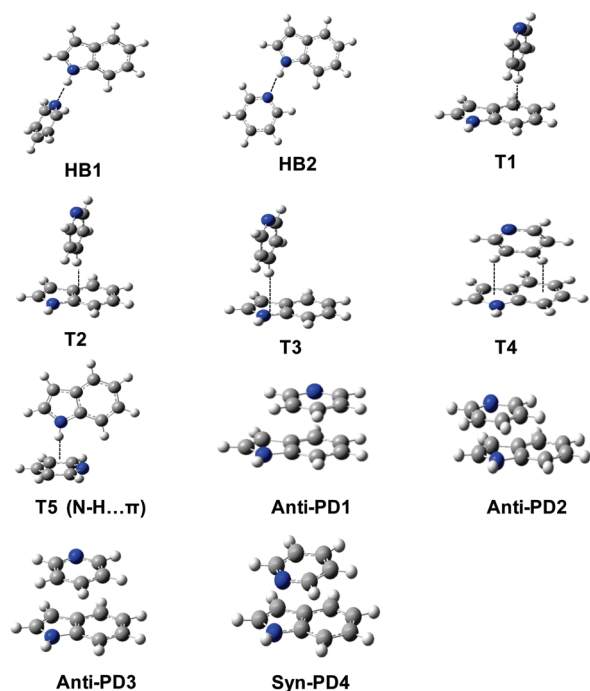 HB1
HB2
T1
T2
T3
T4
T5 (N-H...π)
Anti-PD1
Anti-PD2
Anti-PD3
Syn-PD4